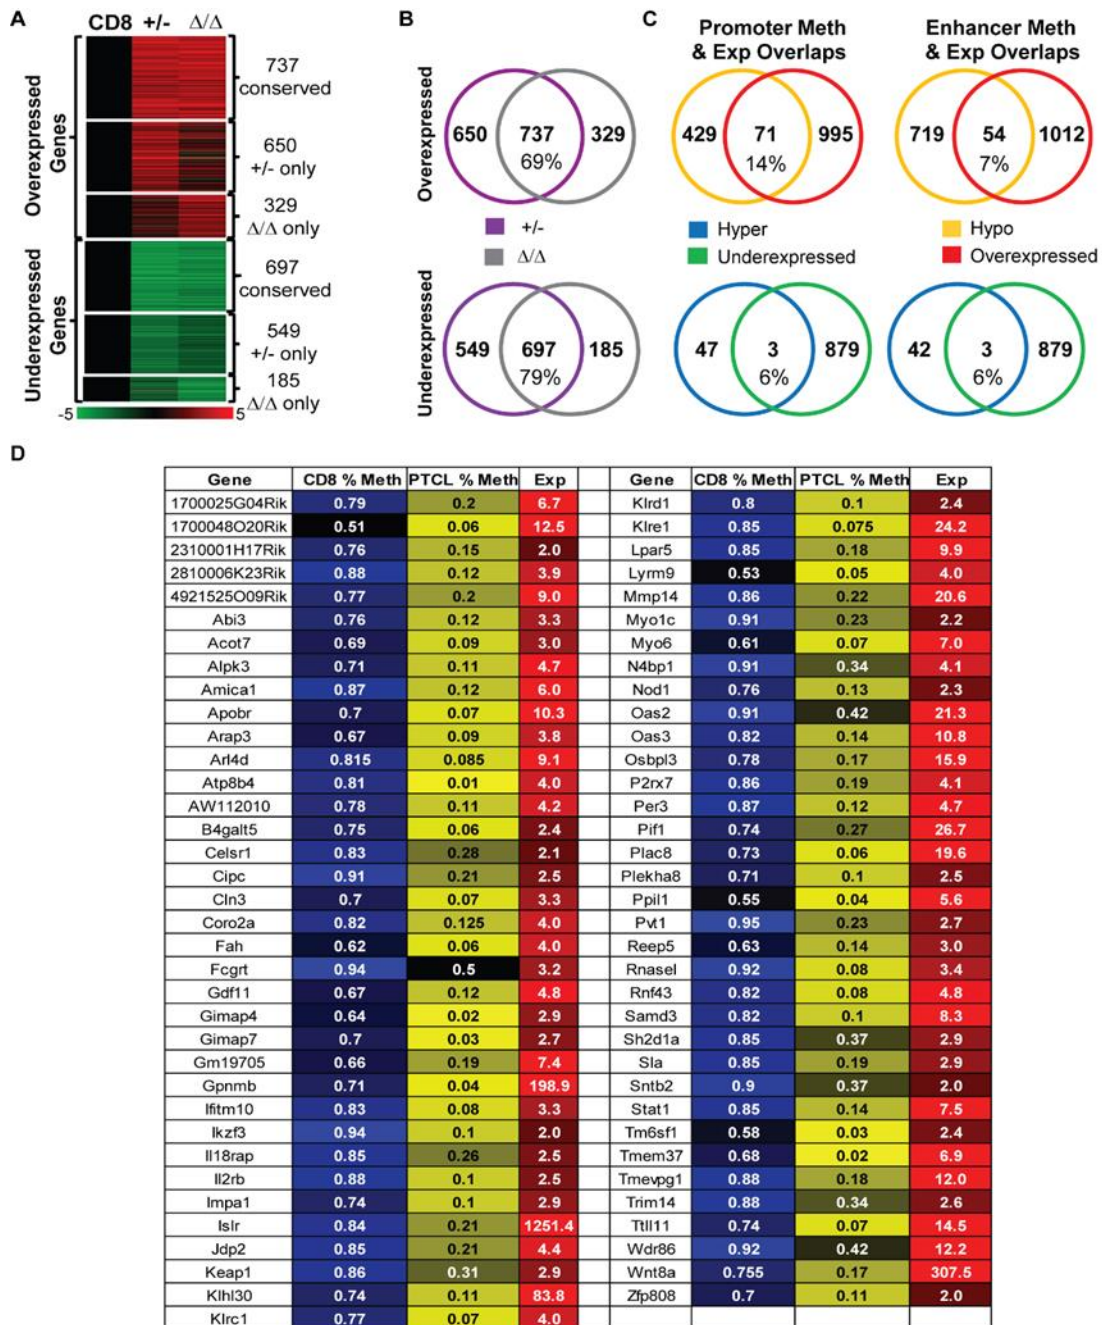 A
CD8 +/- Δ/Δ
Overexpressed Genes
737 conserved
650 +/- only
329 Δ/Δ only
Underexpressed Genes
697 conserved
549 +/- only
185 Δ/Δ only
-5 5
B
Overexpressed
650 737 329
69%
+/-
Δ/Δ
Underexpressed
549 697 185
79%
C
Promoter Meth & Exp Overlaps
Enhancer Meth & Exp Overlaps
429 71 995
14%
719 54 1012
7%
Hyper
Underexpressed
Hypo
Overexpressed
47 3 879
6%
42 3 879
6%
D
Gene CD8 % Meth PTCL % Meth Exp Gene CD8 % Meth PTCL % Meth Exp
1700025G04Rik 0.79 0.2 6.7 Klrd1 0.8 0.1 2.4
1700048O20Rik 0.51 0.06 12.5 Klre1 0.85 0.075 24.2
2310001H17Rik 0.76 0.15 2.0 Lpar5 0.85 0.18 9.9
2810006K23Rik 0.88 0.12 3.9 Lyrm9 0.53 0.05 4.0
4921525O09Rik 0.77 0.2 9.0 Mmp14 0.86 0.22 20.6
Abi3 0.76 0.12 3.3 Myo1c 0.91 0.23 2.2
Acot7 0.69 0.09 3.0 Myo6 0.61 0.07 7.0
Alpk3 0.71 0.11 4.7 N4bp1 0.91 0.34 4.1
Amica1 0.87 0.12 6.0 Nod1 0.76 0.13 2.3
Apobr 0.7 0.07 10.3 Oas2 0.91 0.42 21.3
Arap3 0.67 0.09 3.8 Oas3 0.82 0.14 10.8
Arl4d 0.815 0.085 9.1 Osbpl3 0.78 0.17 15.9
Atp8b4 0.81 0.01 4.0 P2rx7 0.86 0.19 4.1
AW112010 0.78 0.11 4.2 Per3 0.87 0.12 4.7
B4galt5 0.75 0.06 2.4 Pif1 0.74 0.27 26.7
Celsr1 0.83 0.28 2.1 Plac8 0.73 0.06 19.6
Cipc 0.91 0.21 2.5 Plekha8 0.71 0.1 2.5
Cln3 0.7 0.07 3.3 Ppil1 0.55 0.04 5.6
Coro2a 0.82 0.125 4.0 Pvt1 0.95 0.23 2.7
Fah 0.62 0.06 4.0 Reep5 0.63 0.14 3.0
Fcgrt 0.94 0.5 3.2 Rnasel 0.92 0.08 3.4
Gdf11 0.67 0.12 4.8 Rnf43 0.82 0.08 4.8
Gimap4 0.64 0.02 2.9 Samd3 0.82 0.1 8.3
Gimap7 0.7 0.03 2.7 Sh2d1a 0.85 0.37 2.9
Gm19705 0.66 0.19 7.4 Sla 0.85 0.19 2.9
Gpnmb 0.71 0.04 198.9 Sntb2 0.9 0.37 2.0
Ifitm10 0.83 0.08 3.3 Stat1 0.85 0.14 7.5
Ikzf3 0.94 0.1 2.0 Tm6sf1 0.58 0.03 2.4
Il18rap 0.85 0.26 2.5 Tmem37 0.68 0.02 6.9
Il2rb 0.88 0.1 2.5 Tmevpg1 0.88 0.18 12.0
Impa1 0.74 0.1 2.9 Trim14 0.88 0.34 2.6
Islr 0.84 0.21 1251.4 Ttll11 0.74 0.07 14.5
Jdp2 0.85 0.21 4.4 Wdr86 0.92 0.42 12.2
Keap1 0.86 0.31 2.9 Wnt8a 0.755 0.17 307.5
Klhl30 0.74 0.11 83.8 Zfp808 0.7 0.11 2.0
Klrc1 0.77 0.07 4.0